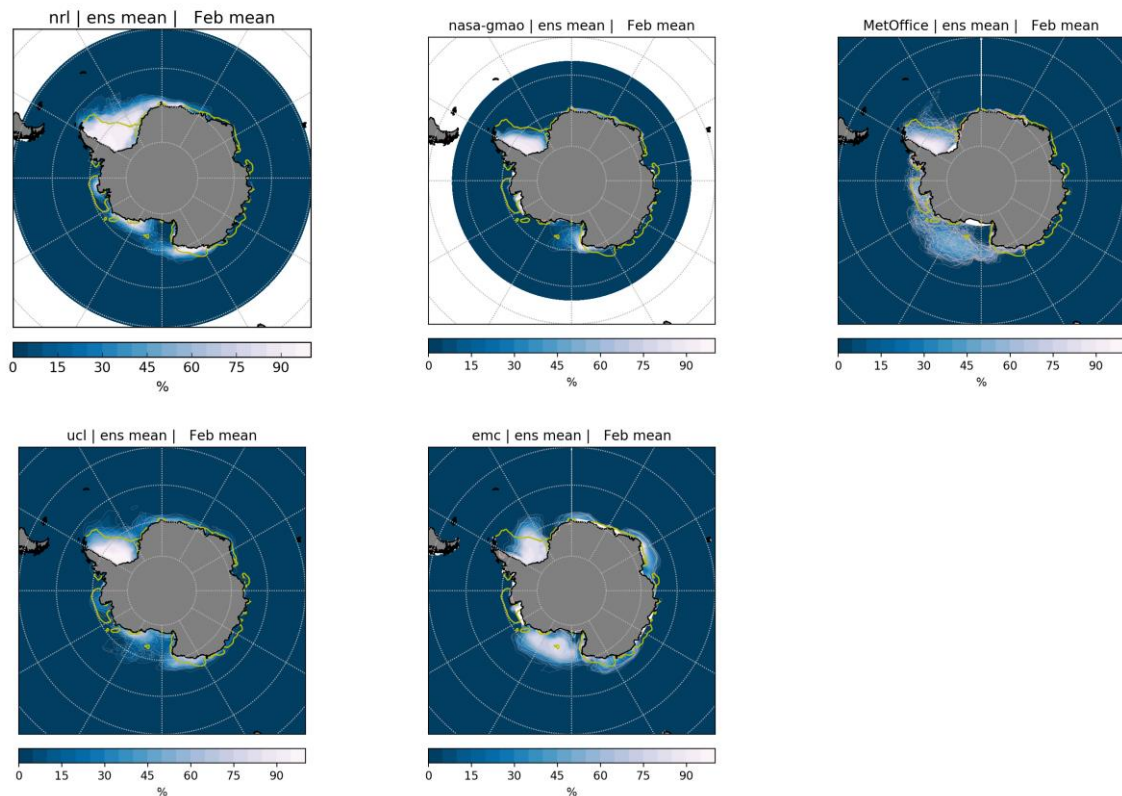 nrl | ens mean | Feb mean
0 15 30 45 60 75 90
%
nasa-gmao | ens mean | Feb mean
0 15 30 45 60 75 90
%
MetOffice | ens mean | Feb mean
0 15 30 45 60 75 90
%
ucl | ens mean | Feb mean
0 15 30 45 60 75 90
%
emc | ens mean | Feb mean
0 15 30 45 60 75 90
%